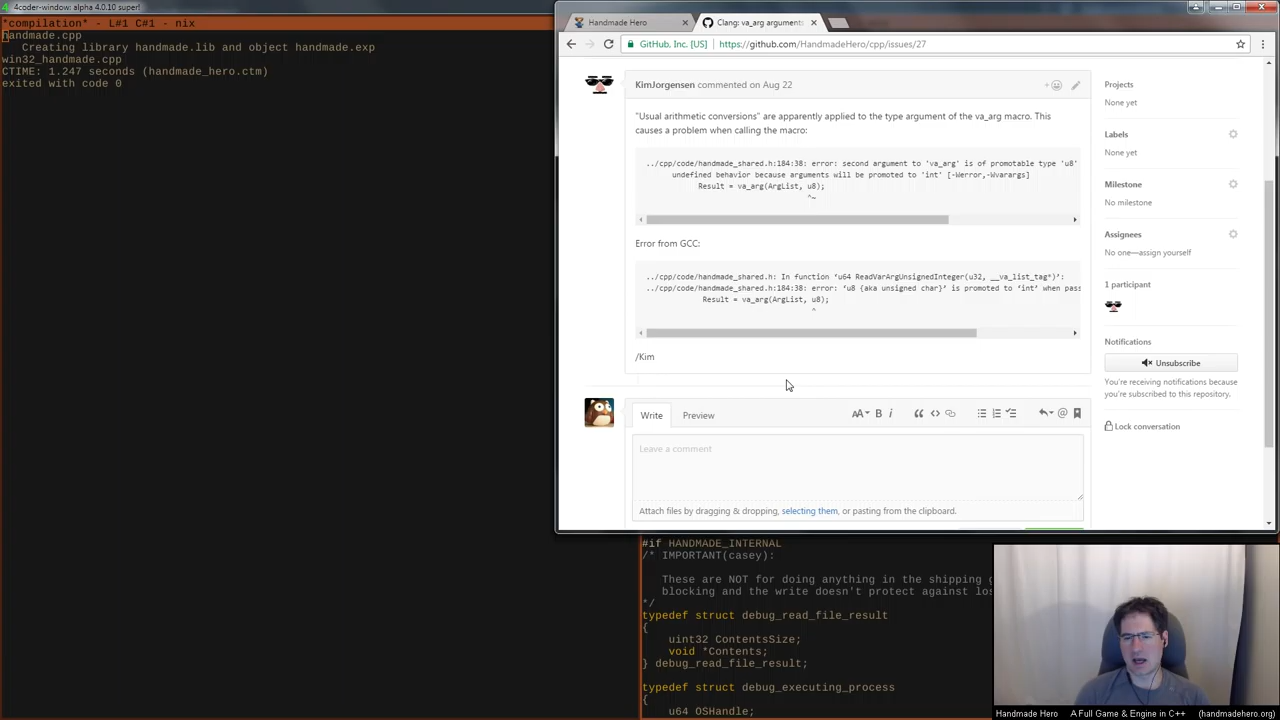 4coder-window: alpha 4.0.10 super!
*compilation* - L#1 C#1 - nix
handmade.cpp
Creating library handmade.lib and object handmade.exp
win32_handmade.cpp
CTIME: 1.247 seconds (handmade_hero.ctm)
exited with code 0
Handmade Hero
Clang: va_arg arguments
GitHub, Inc. [US]
https://github.com/HandmadeHero/cpp/issues/27
KimJorgensen commented on Aug 22
"Usual arithmetic conversions" are apparently applied to the type argument of the va_arg macro. This
causes a problem when calling the macro:
../cpp/code/handmade_shared.h:184:38: error: second argument to 'va_arg' is of promotable type 'u8'
undefined behavior because arguments will be promoted to 'int' [-Werror,-Wvarargs]
Result = va_arg(ArgList, u8);
^~
Error from GCC:
../cpp/code/handmade_shared.h: In function ‘u64 ReadVarArgUnsignedInteger(u32, __va_list_tag*)’:
../cpp/code/handmade_shared.h:184:38: error: ‘u8 {aka unsigned char}’ is promoted to ‘int’ when pass
Result = va_arg(ArgList, u8);
^
/Kim
Write
Preview
AA B i
Leave a comment
Attach files by dragging & dropping, selecting them, or pasting from the clipboard.
Projects
None yet
Labels
None yet
Milestone
No milestone
Assignees
No one—assign yourself
1 participant
Notifications
Unsubscribe
You're receiving notifications because
you're subscribed to this repository.
Lock conversation
#if HANDMADE_INTERNAL
/* IMPORTANT(casey):
These are NOT for doing anything in the shipping g
blocking and the write doesn't protect against los
*/
typedef struct debug_read_file_result
{
uint32 ContentsSize;
void *Contents;
} debug_read_file_result;
typedef struct debug_executing_process
{
u64 OSHandle;
Handmade Hero
A Full Game & Engine in C++
(handmadehero.org)